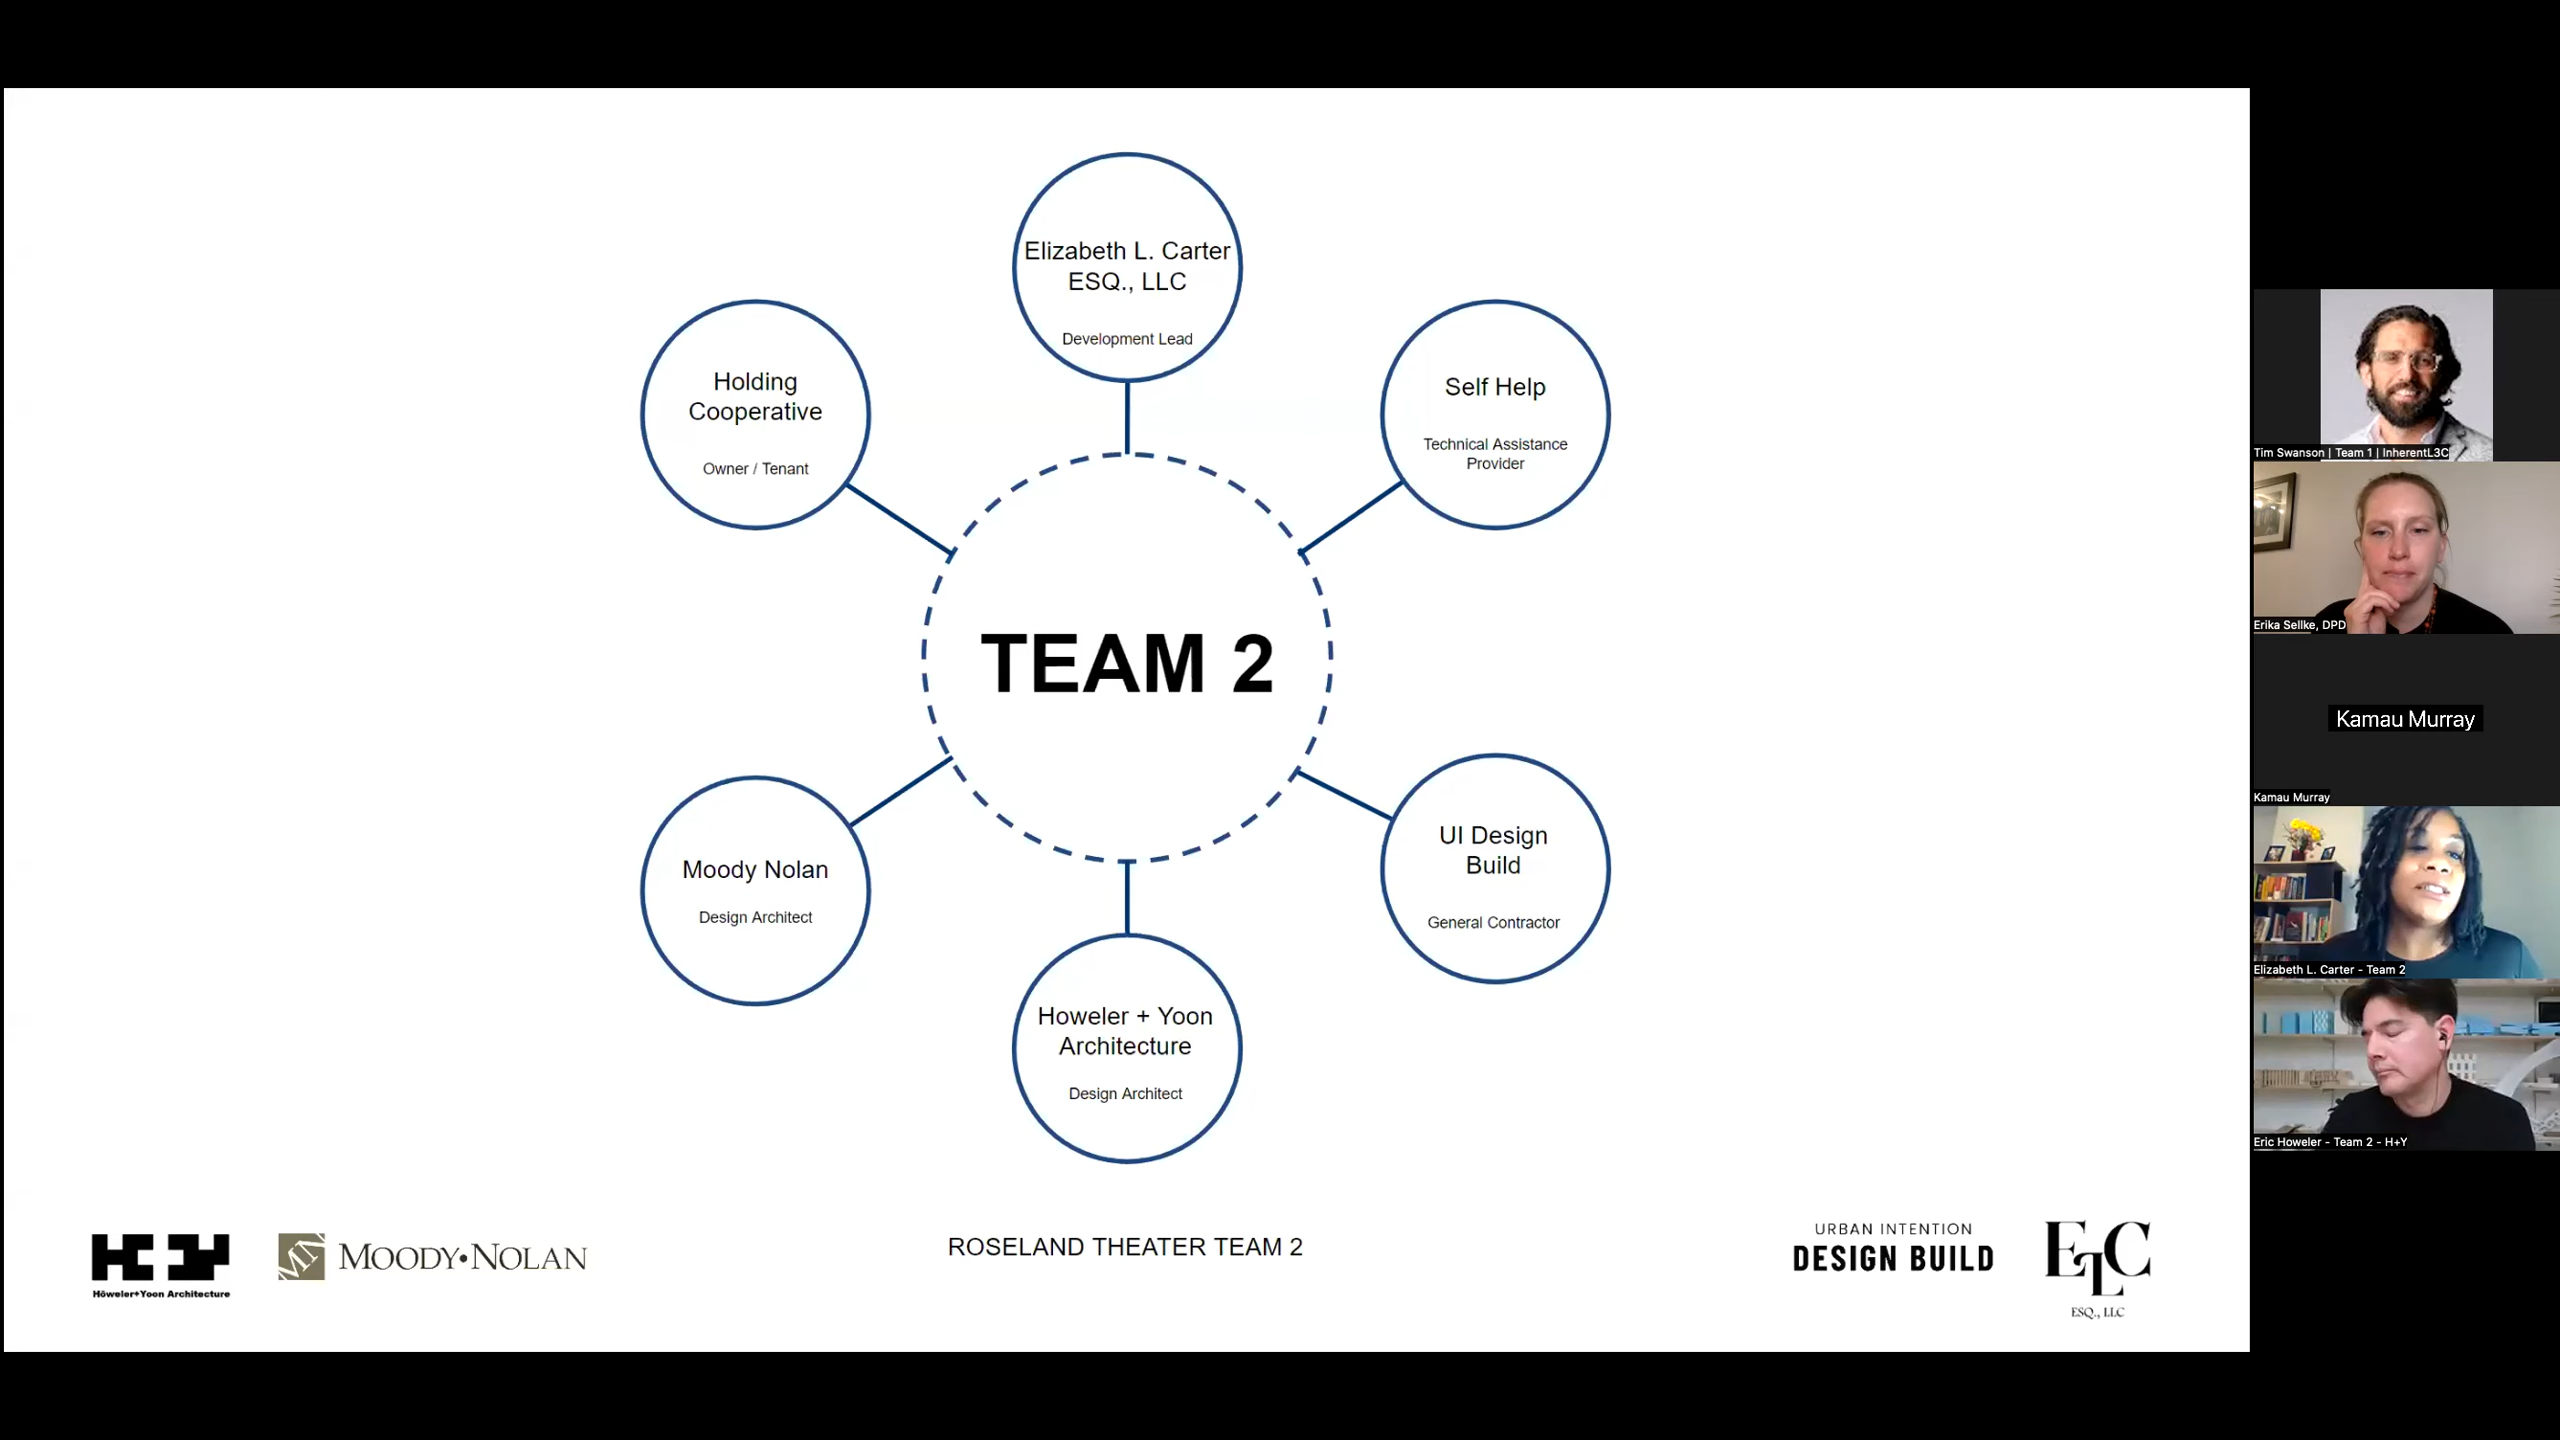 Elizabeth L. Carter
ESQ., LLC
Development Lead
Holding
Cooperative
Owner / Tenant
Self Help
Technical Assistance
Provider
TEAM 2
Moody Nolan
Design Architect
UI Design
Build
General Contractor
Howeler + Yoon
Architecture
Design Architect
HY
Höweler+Yoon Architecture
MN
MOODY•NOLAN
ROSELAND THEATER TEAM 2
URBAN INTENTION
DESIGN BUILD
ELC
ESQ., LLC
Tim Swanson | Team 1 | InherentL3C
Erika Sellke, DPD
Kamau Murray
Kamau Murray
Elizabeth L. Carter - Team 2
Eric Howeler - Team 2 - H+Y